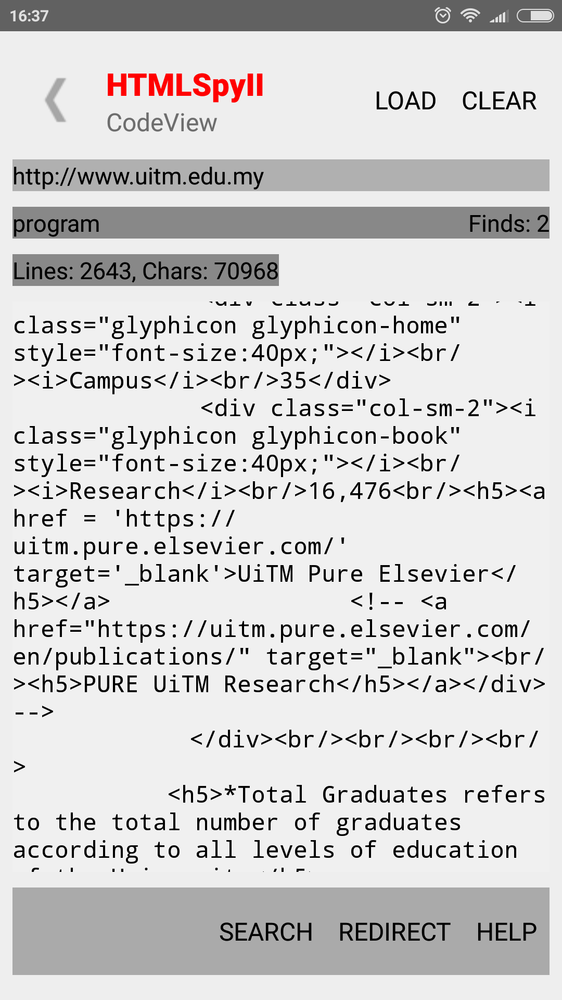 16:37
HTMLSpyII
CodeView
LOAD CLEAR
http://www.uitm.edu.my
program Finds: 2
Lines: 2643, Chars: 70968
<div class="col-sm-2"><i
class="glyphicon glyphicon-home"
style="font-size:40px;"></i><br/
><i>Campus</i><br/>35</div>
<div class="col-sm-2"><i
class="glyphicon glyphicon-book"
style="font-size:40px;"></i><br/
><i>Research</i><br/>16,476<br/><h5><a
href = 'https://
uitm.pure.elsevier.com/'
target='_blank'>UiTM Pure Elsevier</
h5></a> <!-- <a
href="https://uitm.pure.elsevier.com/
en/publications/" target="_blank"><br/
><h5>PURE UiTM Research</h5></a></div>
-->
</div><br/><br/><br/><br/
>
<h5>*Total Graduates refers
to the total number of graduates
according to all levels of education
SEARCH REDIRECT HELP